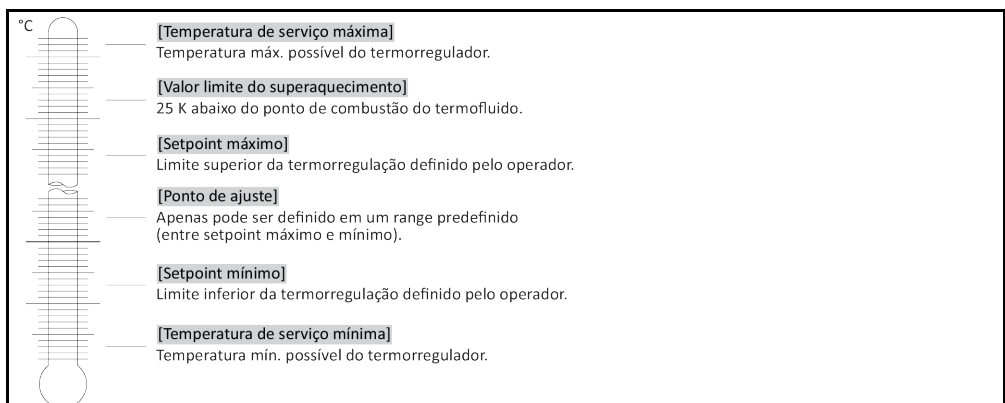 °C
[Temperatura de serviço máxima]
Temperatura máx. possível do termorregulador.
[Valor limite do superaquecimento]
25 K abaixo do ponto de combustão do termofluido.
[Setpoint máximo]
Limite superior da termorregulação definido pelo operador.
[Ponto de ajuste]
Apenas pode ser definido em um range predefinido
(entre setpoint máximo e mínimo).
[Setpoint mínimo]
Limite inferior da termorregulação definido pelo operador.
[Temperatura de serviço mínima]
Temperatura mín. possível do termorregulador.